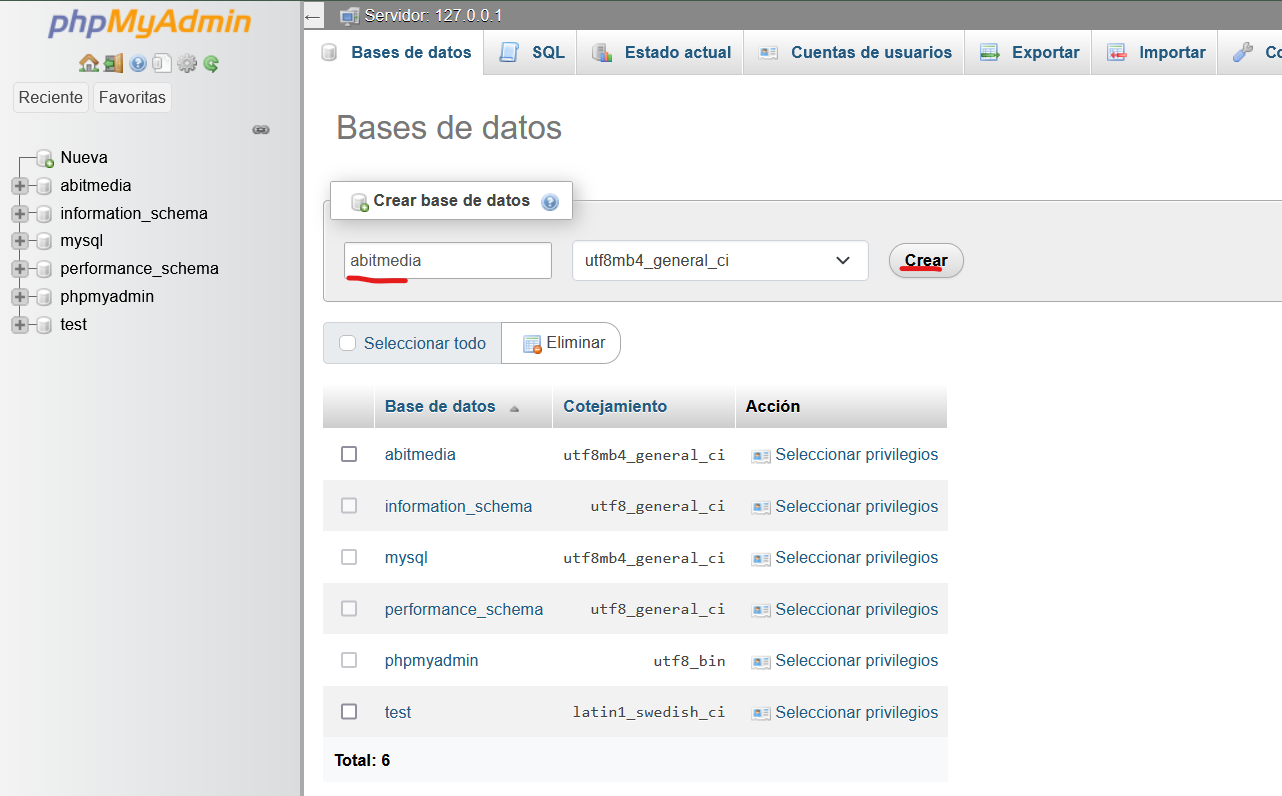 phpMyAdmin
Reciente Favoritas
Nueva
abitmedia
information_schema
mysql
performance_schema
phpmyadmin
test
← Servidor: 127.0.0.1
Bases de datos SQL Estado actual Cuentas de usuarios Exportar Importar Co
Bases de datos
Crear base de datos
abitmedia utf8mb4_general_ci Crear
Seleccionar todo Eliminar
Base de datos Cotejamiento Acción
abitmedia utf8mb4_general_ci Seleccionar privilegios
information_schema utf8_general_ci Seleccionar privilegios
mysql utf8mb4_general_ci Seleccionar privilegios
performance_schema utf8_general_ci Seleccionar privilegios
phpmyadmin utf8_bin Seleccionar privilegios
test latin1_swedish_ci Seleccionar privilegios
Total: 6